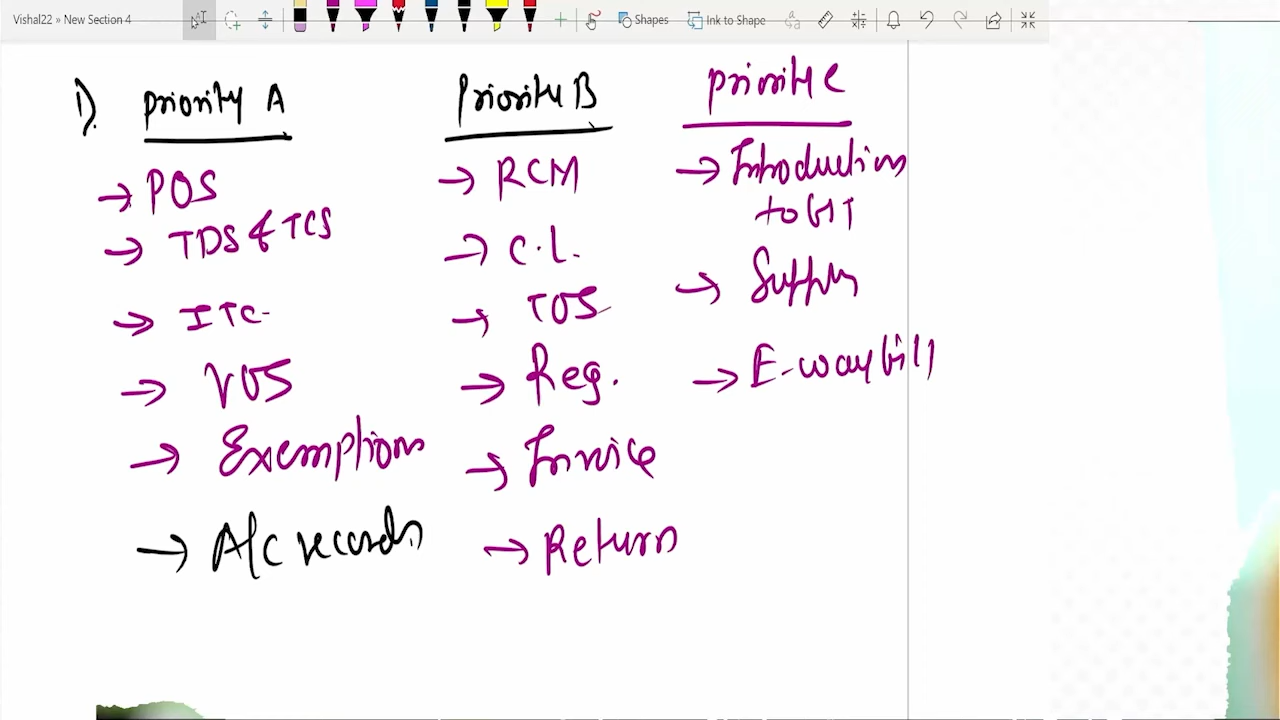 Vishal22 » New Section 4
Shapes
Ink to Shape
1).
Priority A
→ POS
→ TDS & TCS
→ ITC
→ VOS
→ Exemptions
→ A/c records
Priority B
→ RCM
→ C.L.
→ TOS
→ Reg.
→ Invoice
→ Return
Priority C
→ Introduction
to GST
→ Supply
→ E-way bill